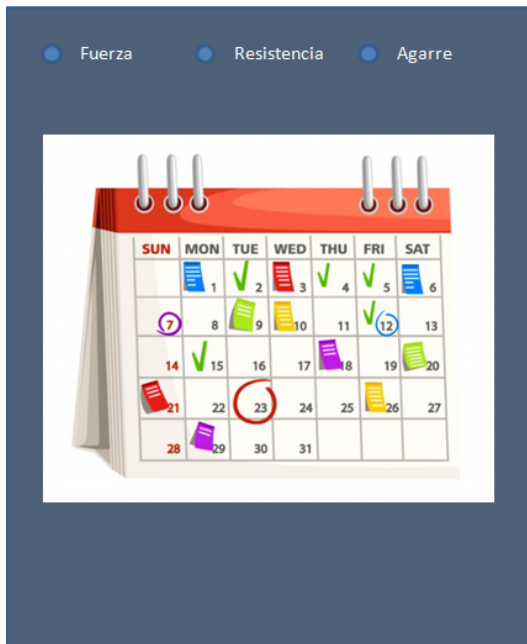 Fuerza Resistencia Agarre
SUN MON TUE WED THU FRI SAT
1 2 3 4 5 6
7 8 9 10 11 12 13
14 15 16 17 18 19 20
21 22 23 24 25 26 27
28 29 30 31